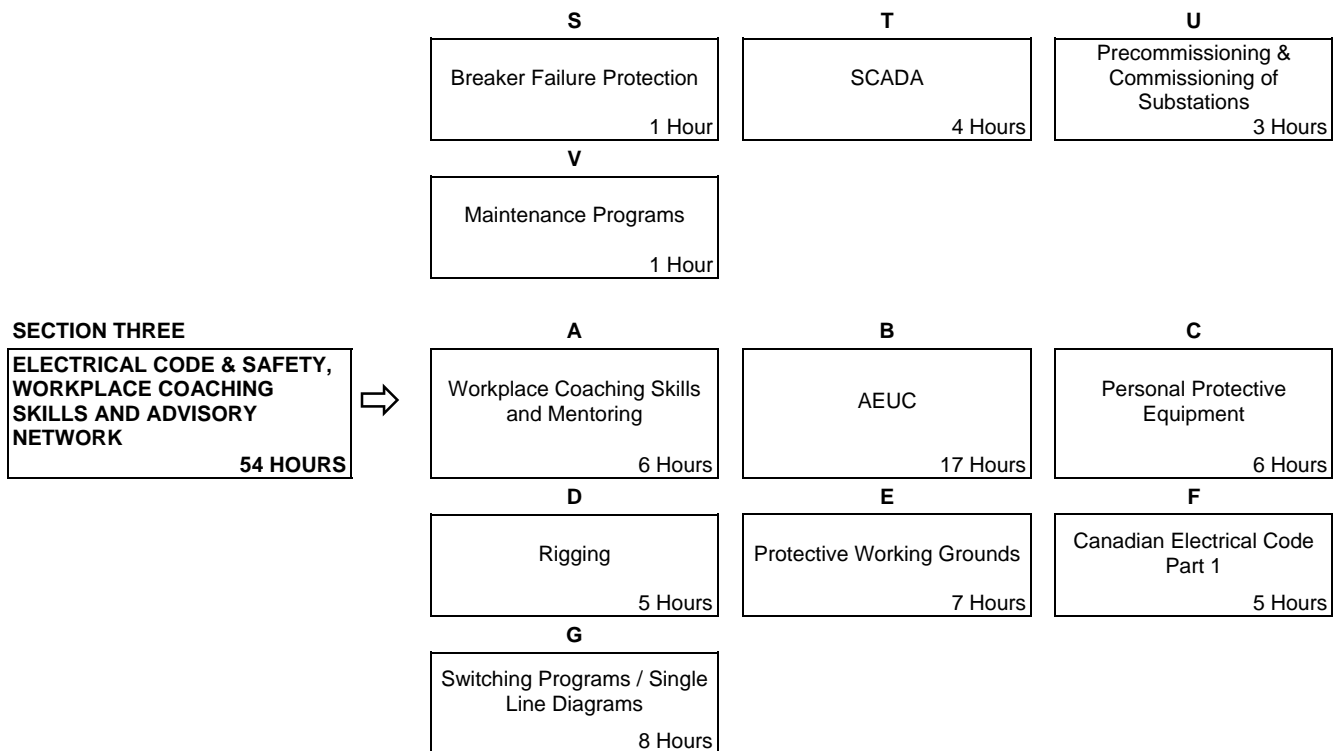 S
Breaker Failure Protection
1 Hour
T
SCADA
4 Hours
U
Precommissioning &
Commissioning of
Substations
3 Hours
V
Maintenance Programs
1 Hour
SECTION THREE
ELECTRICAL CODE & SAFETY,
WORKPLACE COACHING
SKILLS AND ADVISORY
NETWORK
54 HOURS
A
Workplace Coaching Skills
and Mentoring
6 Hours
B
AEUC
17 Hours
C
Personal Protective
Equipment
6 Hours
D
Rigging
5 Hours
E
Protective Working Grounds
7 Hours
F
Canadian Electrical Code
Part 1
5 Hours
G
Switching Programs / Single
Line Diagrams
8 Hours